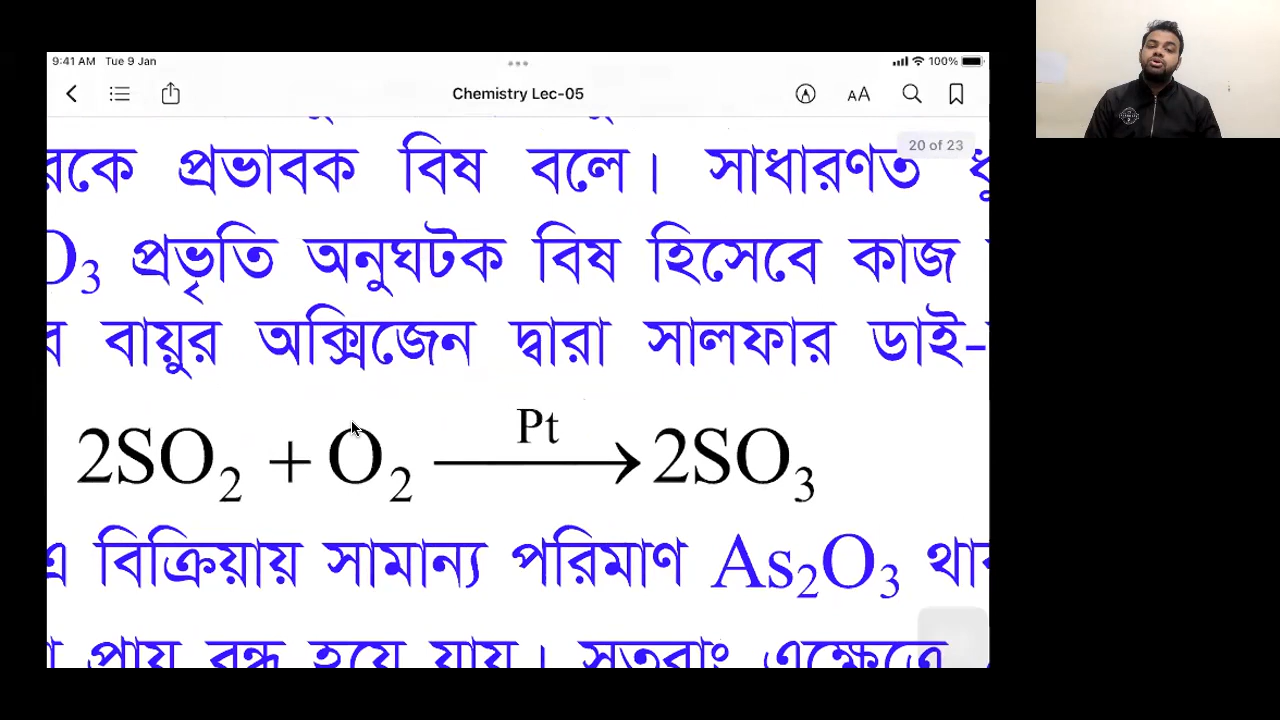 9:41 AM Tue 9 Jan
100%
Chemistry Lec-05
AA
20 of 23
রকে প্রভাবক বিষ বলে। সাধারণত
O₃ প্রভৃতি অনুঘটক বিষ হিসেবে কাজ
বায়ুর অক্সিজেন দ্বারা সালফার ডাই-
Pt
2SO₂ + O₂ ⟶ 2SO₃
এ বিক্রিয়ায় সামান্য পরিমাণ As₂O₃
প্রায় বন্ধ হয়ে যায়। সুতরাং এক্ষেত্রে